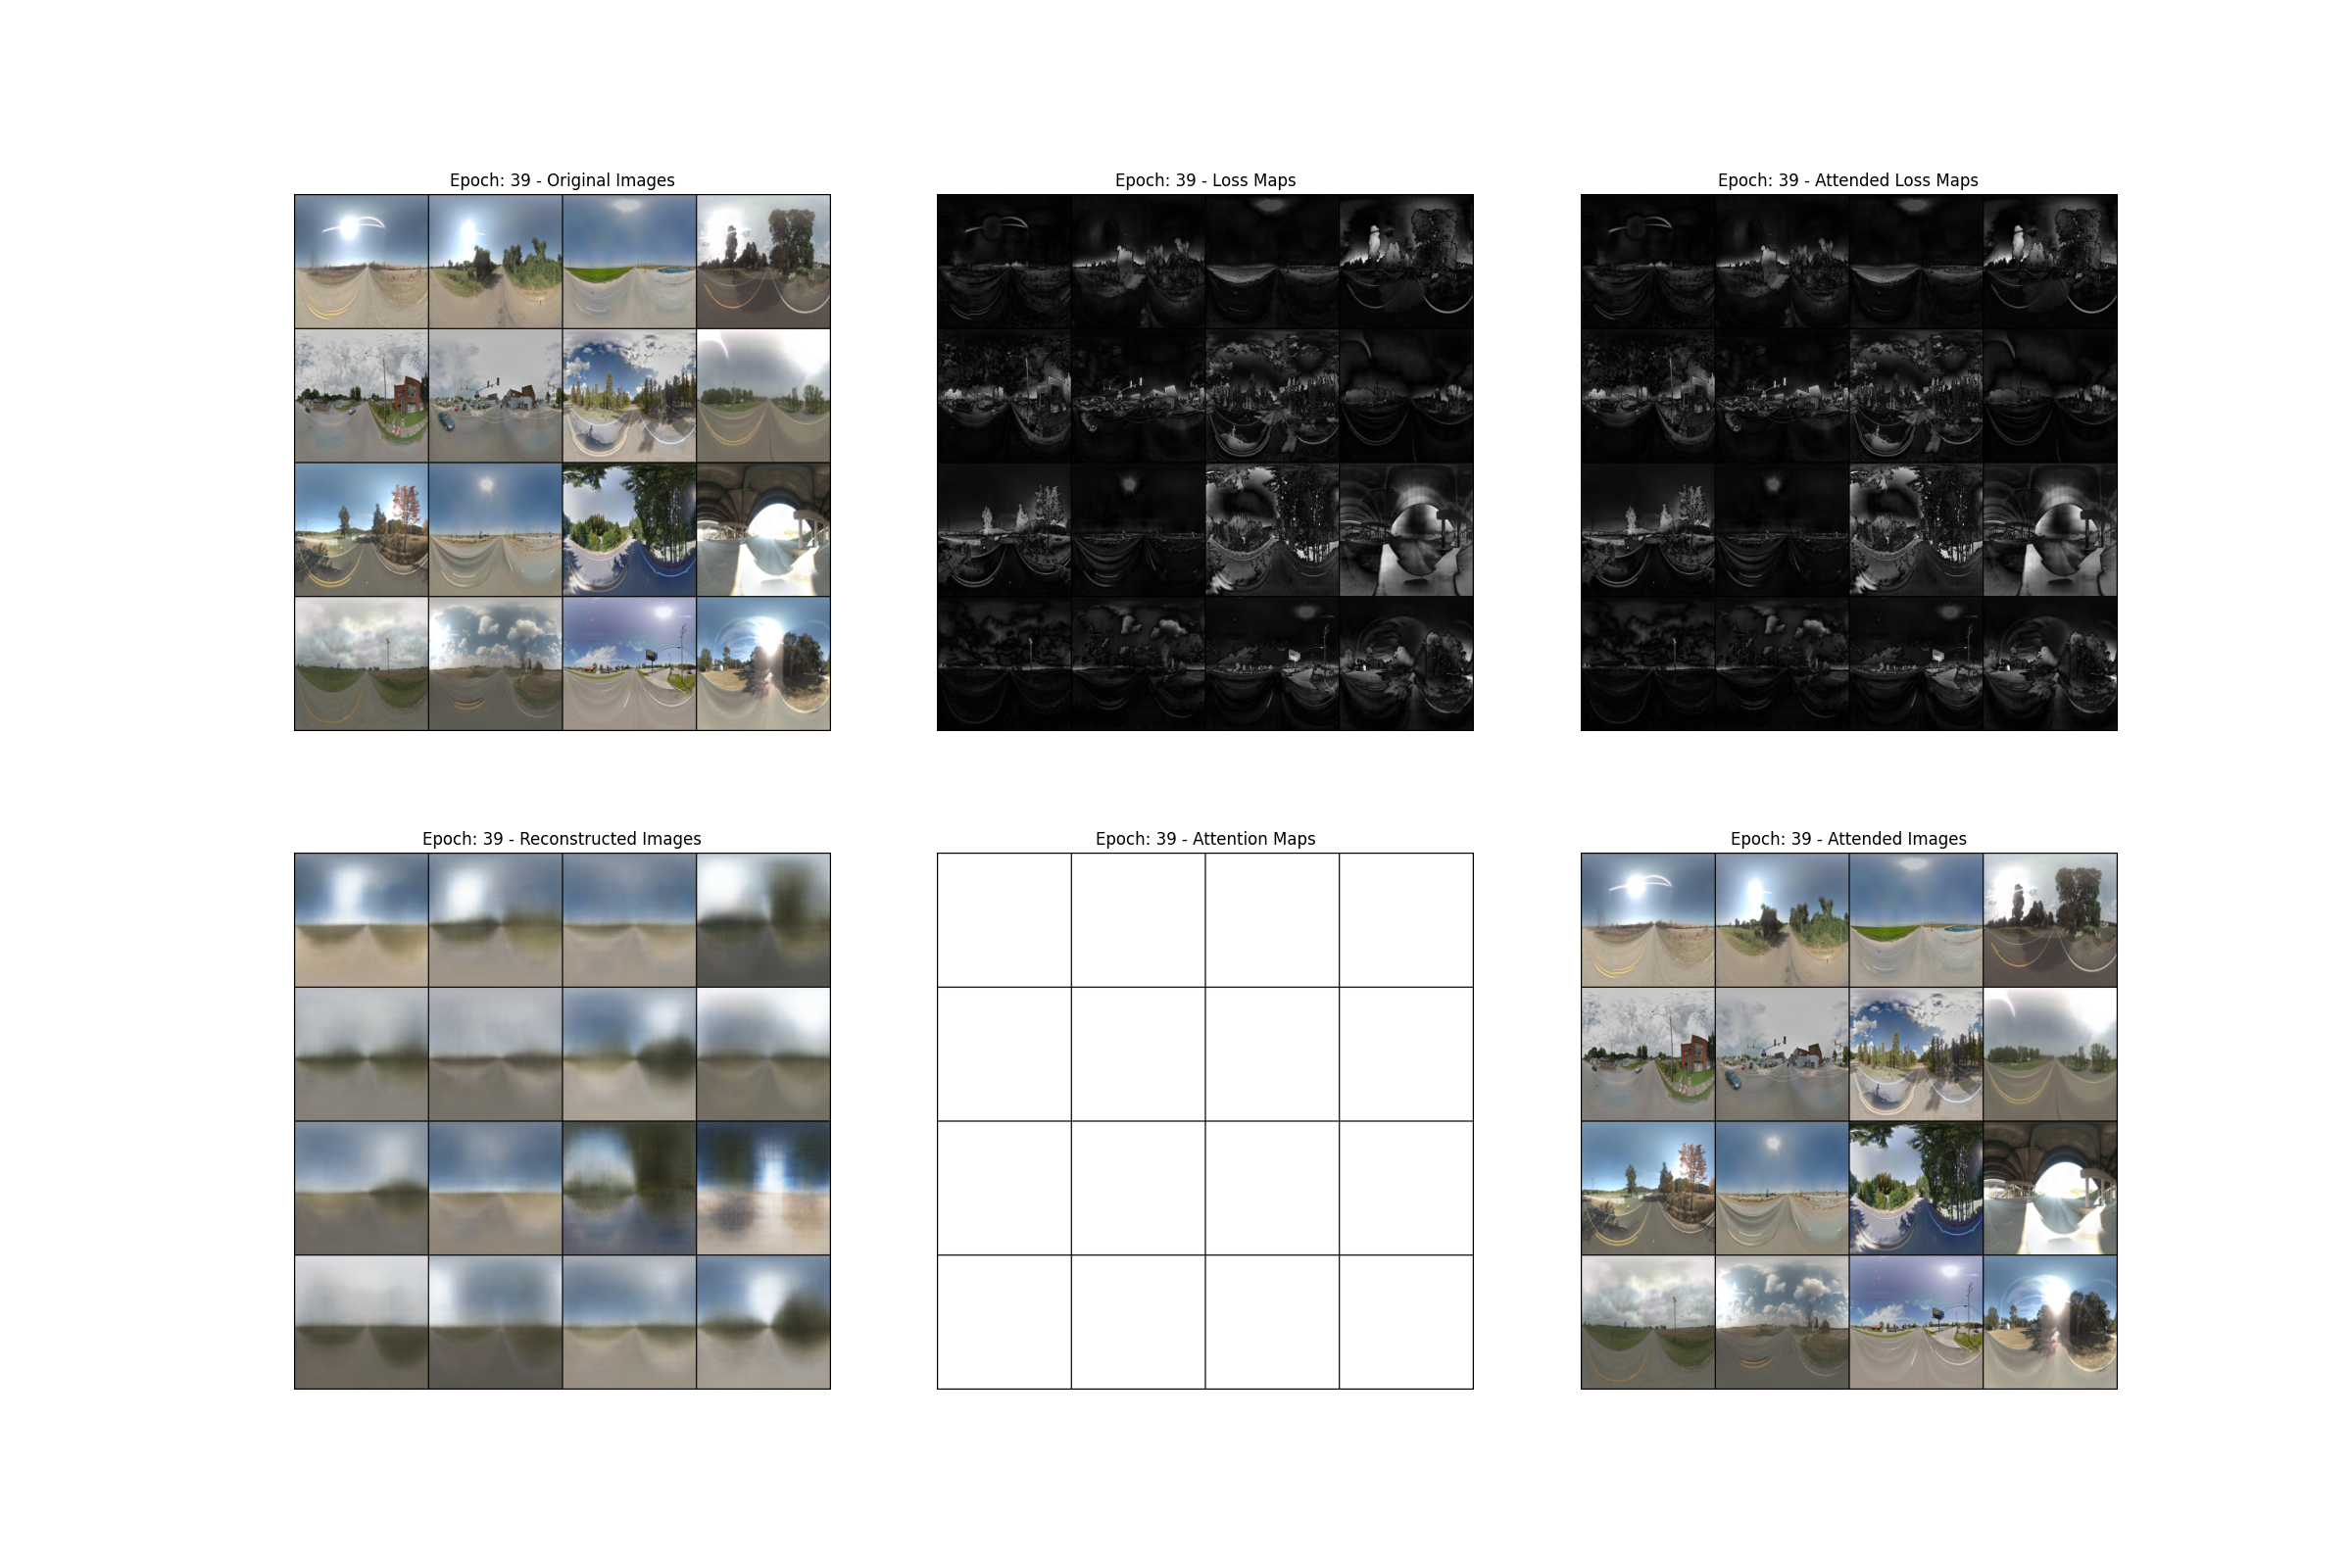 Epoch: 39 - Original Images
Epoch: 39 - Loss Maps
Epoch: 39 - Attended Loss Maps
Epoch: 39 - Reconstructed Images
Epoch: 39 - Attention Maps
Epoch: 39 - Attended Images